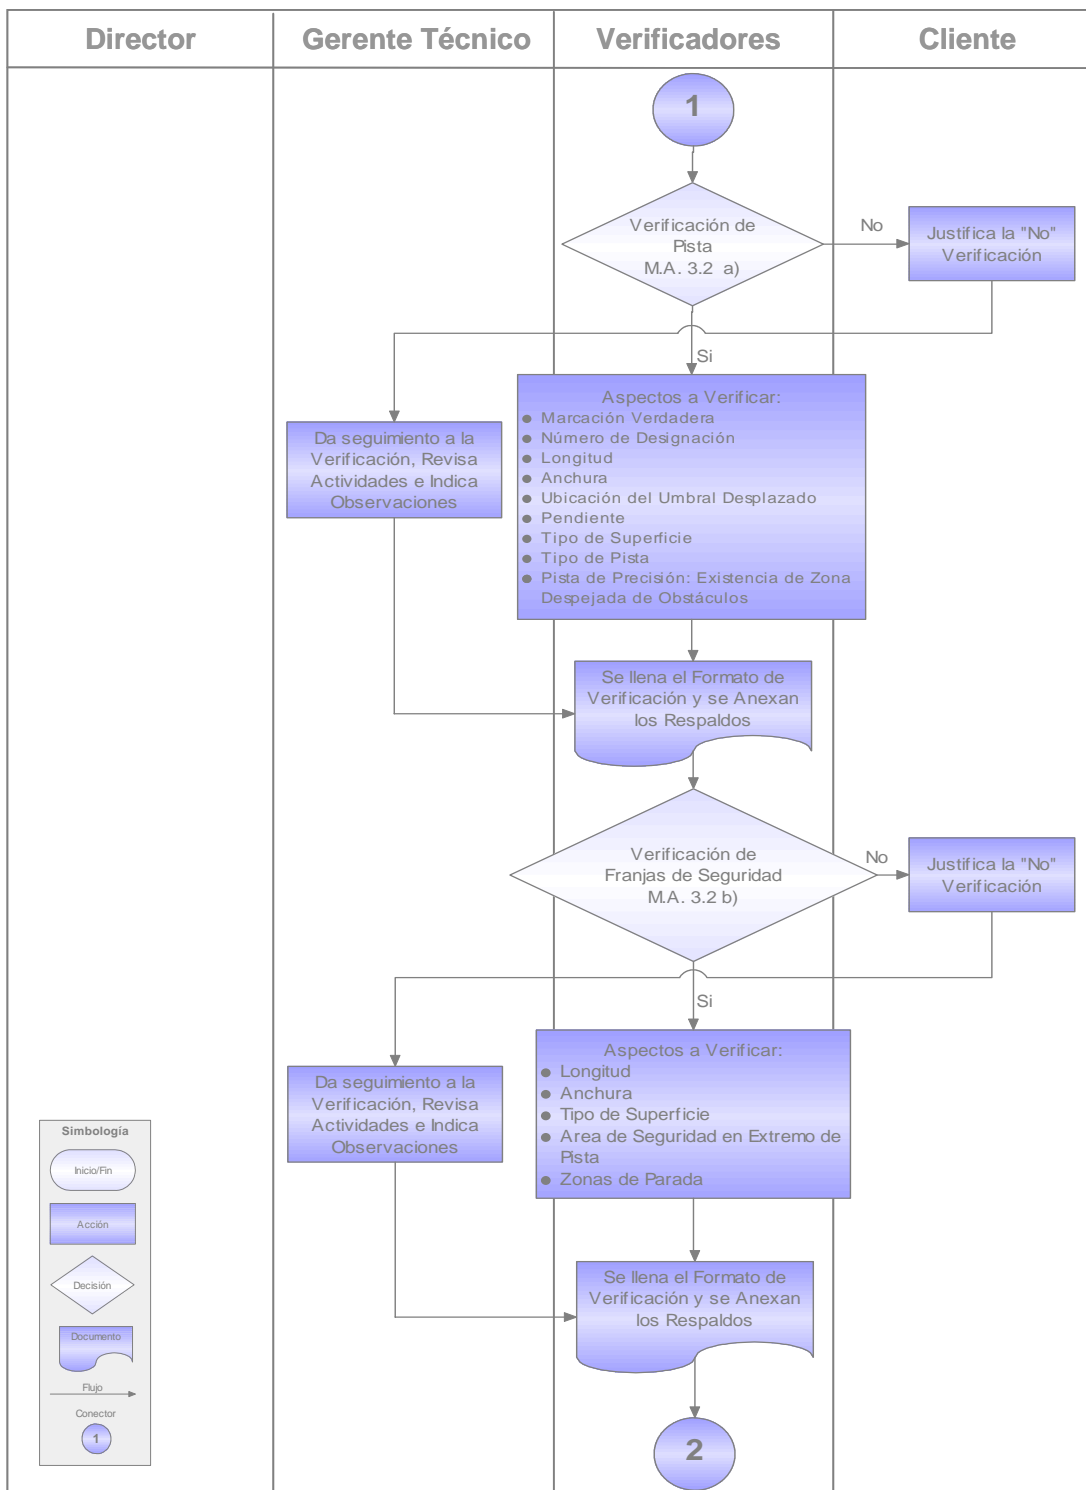 Director
Gerente Técnico
Verificadores
Cliente
1
Verificación de
Pista
M.A. 3.2 a)
No
Justifica la "No"
Verificación
Si
Aspectos a Verificar:
● Marcación Verdadera
● Número de Designación
● Longitud
● Anchura
● Ubicación del Umbral Desplazado
● Pendiente
● Tipo de Superficie
● Tipo de Pista
● Pista de Precisión: Existencia de Zona
Despejada de Obstáculos
Da seguimiento a la
Verificación, Revisa
Actividades e Indica
Observaciones
Se llena el Formato de
Verificación y se Anexan
los Respaldos
Verificación de
Franjas de Seguridad
M.A. 3.2 b)
No
Justifica la "No"
Verificación
Si
Aspectos a Verificar:
● Longitud
● Anchura
● Tipo de Superficie
● Area de Seguridad en Extremo de
Pista
● Zonas de Parada
Da seguimiento a la
Verificación, Revisa
Actividades e Indica
Observaciones
Se llena el Formato de
Verificación y se Anexan
los Respaldos
2
Simbología
Inicio/Fin
Acción
Decisión
Documento
Flujo
Conector
1